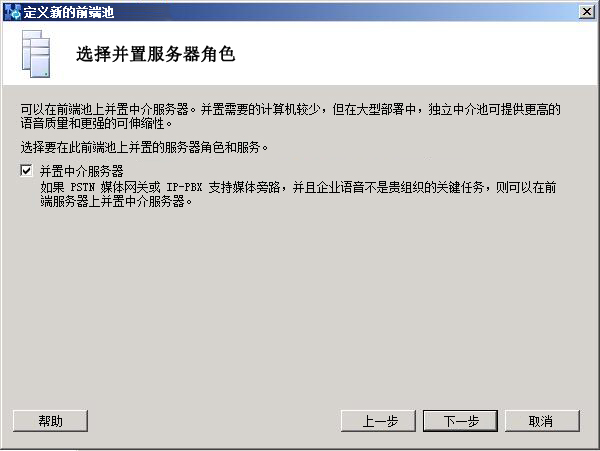 定义新的前端池
选择并置服务器角色
可以在前端池上并置中介服务器。并置需要的计算机较少，但在大型部署中，独立中介池可提供更高的
语音质量和更强的可伸缩性。
选择要在此前端池上并置的服务器角色和服务。
并置中介服务器
如果 PSTN 媒体网关或 IP-PBX 支持媒体旁路，并且企业语音不是贵组织的关键任务，则可以在前
端服务器上并置中介服务器。
帮助
上一步
下一步
取消